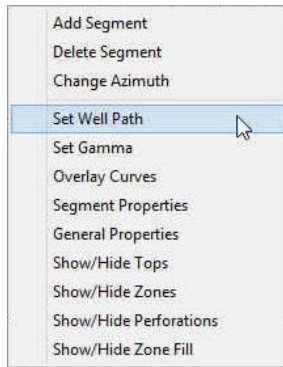 Add Segment
Delete Segment
Change Azimuth
Set Well Path
Set Gamma
Overlay Curves
Segment Properties
General Properties
Show/Hide Tops
Show/Hide Zones
Show/Hide Perforations
Show/Hide Zone Fill